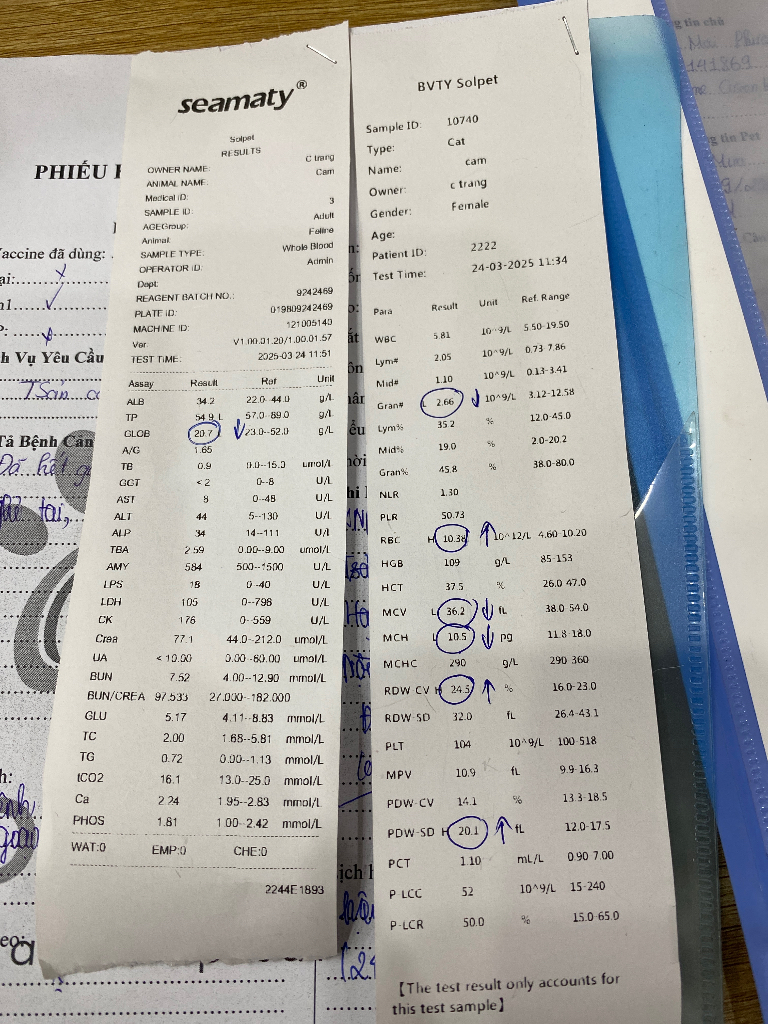 seamaty®
Solpet
RESULTS
OWNER NAME: C trang
ANIMAL NAME: Cam
Medical ID:
SAMPLE ID: 3
AGEGroup: Adult
Animal: Feline
SAMPLE TYPE: Whole Blood
OPERATOR ID: Admin
Dept:
REAGENT BATCH NO.: 9242469
PLATE ID: 019809242469
MACHINE ID: 121005140
Ver V1.00.01.20/1.00.01.57
TEST TIME: 2025-03-24 11:51
Assay Result Ref Unit
ALB 34.2 22.0--44.0 g/L
TP 54.9 L 57.0--89.0 g/L
GLOB 20.7 ↓ 23.0--52.0 g/L
A/G 1.65
TB 0.9 0.0--15.0 umol/L
GGT < 2 0--8 U/L
AST 8 0--48 U/L
ALT 44 5--130 U/L
ALP 34 14--111 U/L
TBA 2.59 0.00--9.00 umol/L
AMY 584 500--1500 U/L
LPS 18 0--40 U/L
LDH 105 0--798 U/L
CK 176 0--559 U/L
Crea 77.1 44.0--212.0 umol/L
UA < 10.00 0.00--60.00 umol/L
BUN 7.52 4.00--12.90 mmol/L
BUN/CREA 97.533 27.000--182.000
GLU 5.17 4.11--8.83 mmol/L
TC 2.00 1.68--5.81 mmol/L
TG 0.72 0.00--1.13 mmol/L
tCO2 16.1 13.0--25.0 mmol/L
Ca 2.24 1.95--2.83 mmol/L
PHOS 1.81 1.00--2.42 mmol/L
WAT:0 EMP:0 CHE:0
2244E1893
BVTY Solpet
Sample ID: 10740
Type: Cat
Name: cam
Owner: c trang
Gender: Female
Age:
Patient ID: 2222
Test Time: 24-03-2025 11:34
Para Result Unit Ref. Range
WBC 5.81 10^9/L 5.50-19.50
Lym# 2.05 10^9/L 0.73-7.86
Mid# 1.10 10^9/L 0.13-3.41
Gran# L 2.66 ↓ 10^9/L 3.12-12.58
Lym% 35.2 % 12.0-45.0
Mid% 19.0 % 2.0-20.2
Gran% 45.8 % 38.0-80.0
NLR 1.30
PLR 50.73
RBC H 10.38 ↑ 10^12/L 4.60-10.20
HGB 109 g/L 85-153
HCT 37.5 % 26.0-47.0
MCV L 36.2 ↓ fL 38.0-54.0
MCH L 10.5 ↓ pg 11.8-18.0
MCHC 290 g/L 290-360
RDW-CV H 24.5 ↑ % 16.0-23.0
RDW-SD 32.0 fL 26.4-43.1
PLT 104 10^9/L 100-518
MPV 10.9 fL 9.9-16.3
PDW-CV 14.1 % 13.3-18.5
PDW-SD H 20.1 ↑ fL 12.0-17.5
PCT 1.10 mL/L 0.90-7.00
P-LCC 52 10^9/L 15-240
P-LCR 50.0 % 15.0-65.0
【The test result only accounts for
this test sample】
PHIẾU
accine đã dùng:
Vụ Yêu Cầu